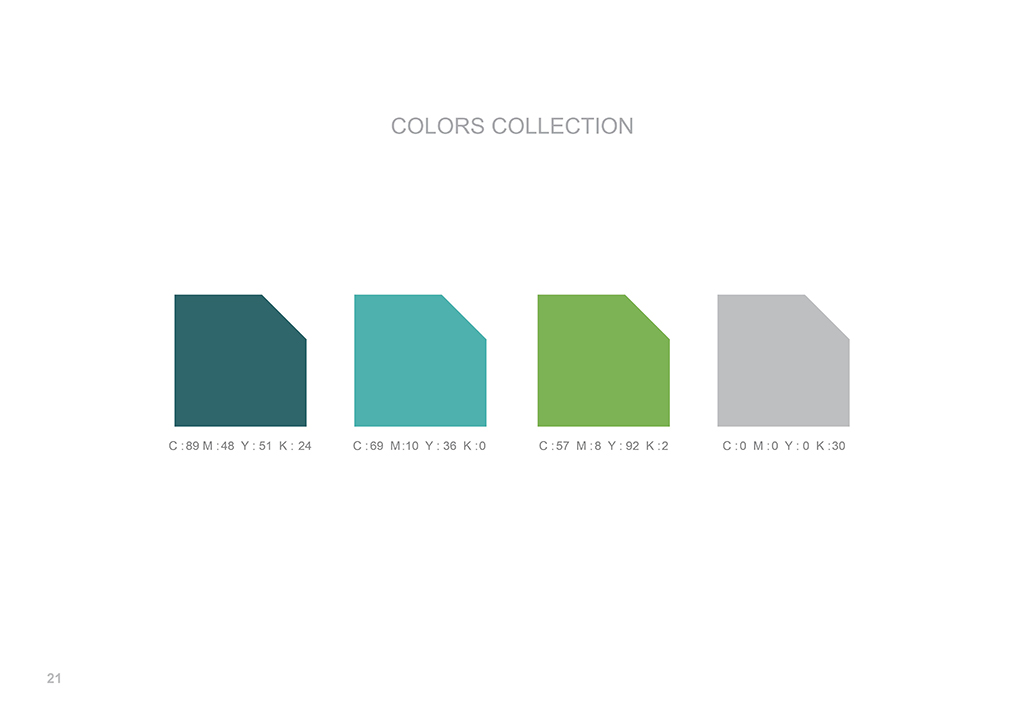 COLORS COLLECTION
C : 89 M : 48 Y : 51 K : 24
C : 69 M : 10 Y : 36 K : 0
C : 57 M : 8 Y : 92 K : 2
C : 0 M : 0 Y : 0 K : 30
21